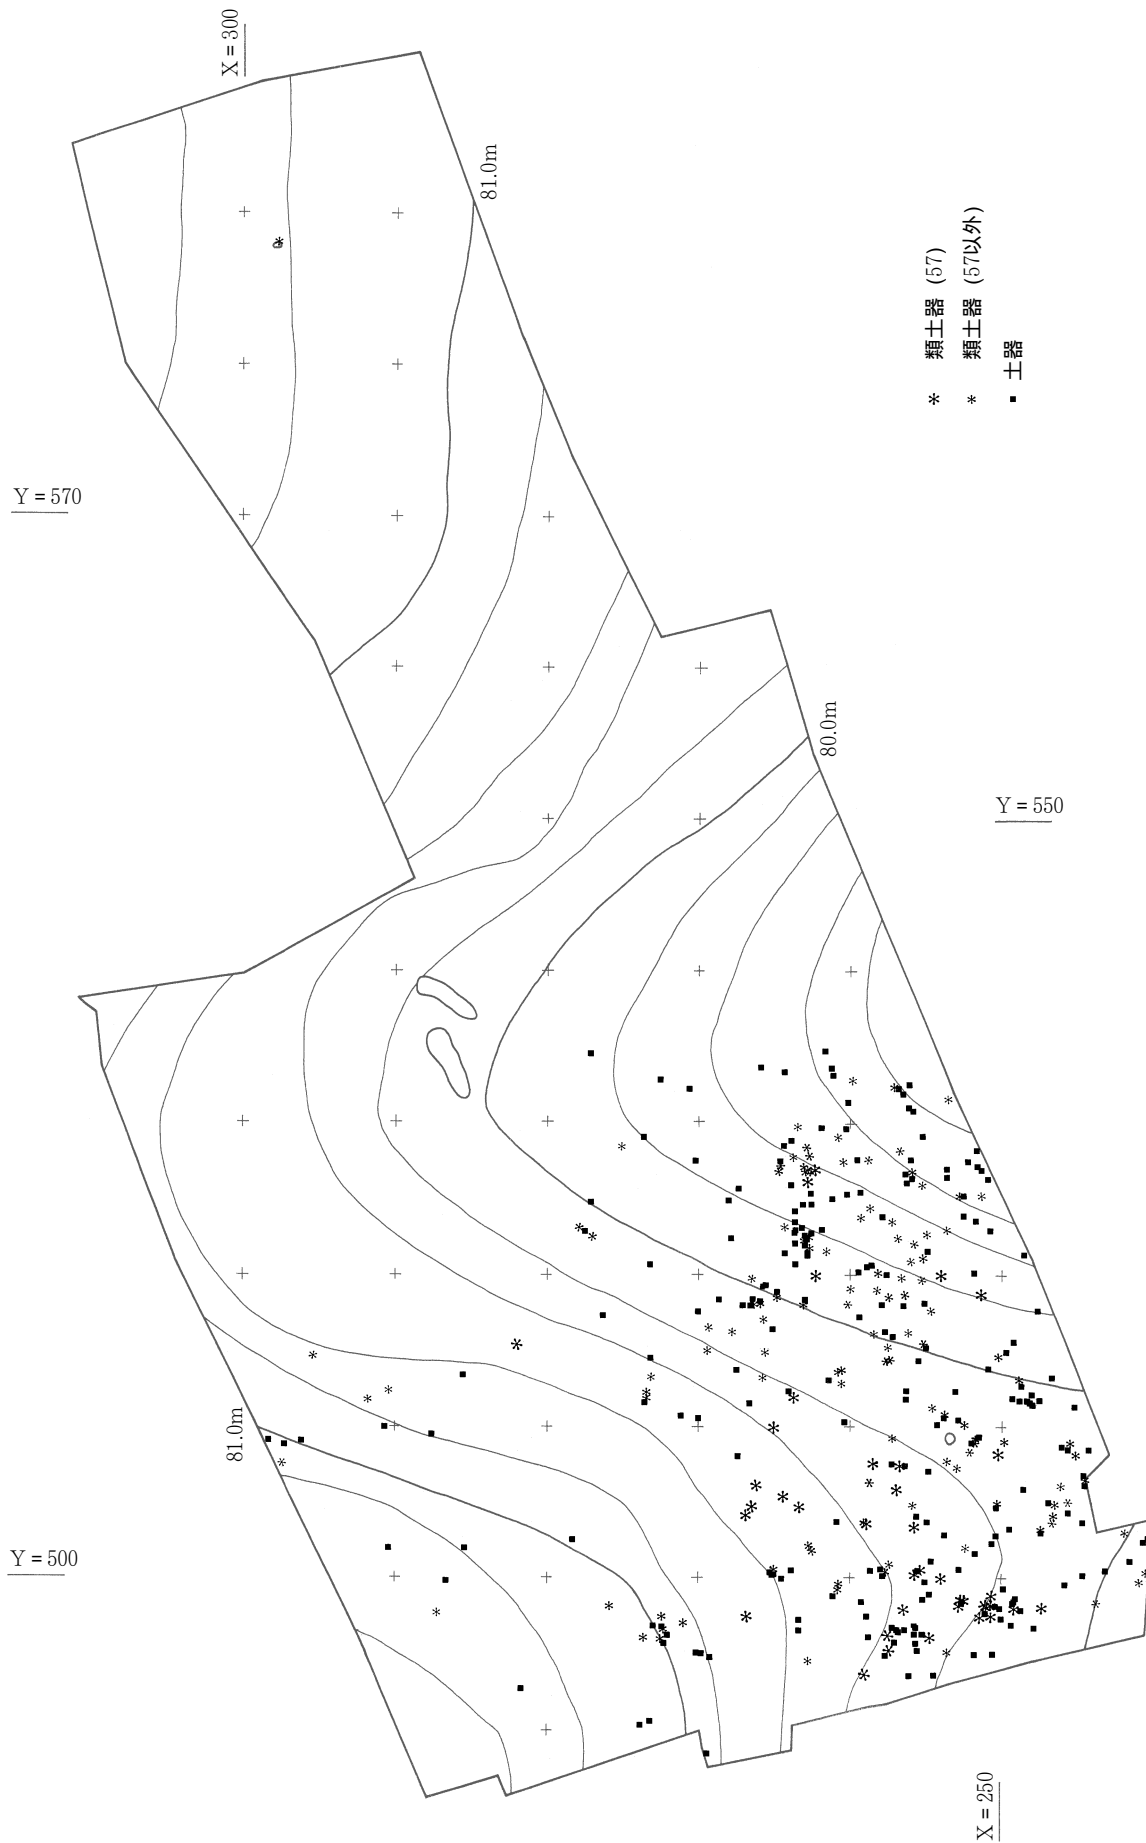 X = 300
81.0m
Y = 570
80.0m
Y = 550
81.0m
Y = 500
X = 250
* 類土器 (57)
* 類土器 (57以外)
▪ 土器